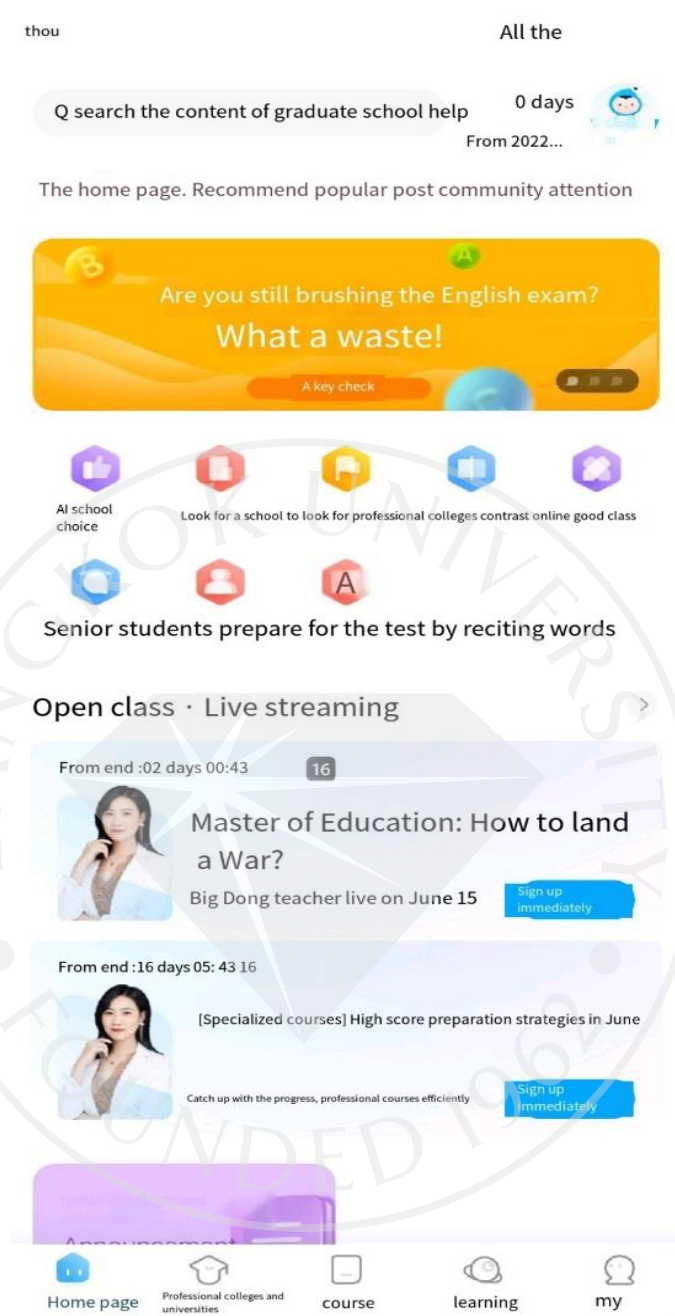 thou
All the
Q search the content of graduate school help
0 days
From 2022...
The home page. Recommend popular post community attention
B
A
Are you still brushing the English exam?
What a waste!
A key check
AI school
choice
Look for a school to look for professional colleges contrast online good class
A
Senior students prepare for the test by reciting words
Open class · Live streaming
From end :02 days 00:43
16
Master of Education: How to land
a War?
Big Dong teacher live on June 15
Sign up
immediately
From end :16 days 05: 43 16
[Specialized courses] High score preparation strategies in June
Catch up with the progress, professional courses efficiently
Sign up
immediately
Announcement
Home page
Professional colleges and
universities
course
learning
my
BANGKOK UNIVERSITY
FOUNDED 1962